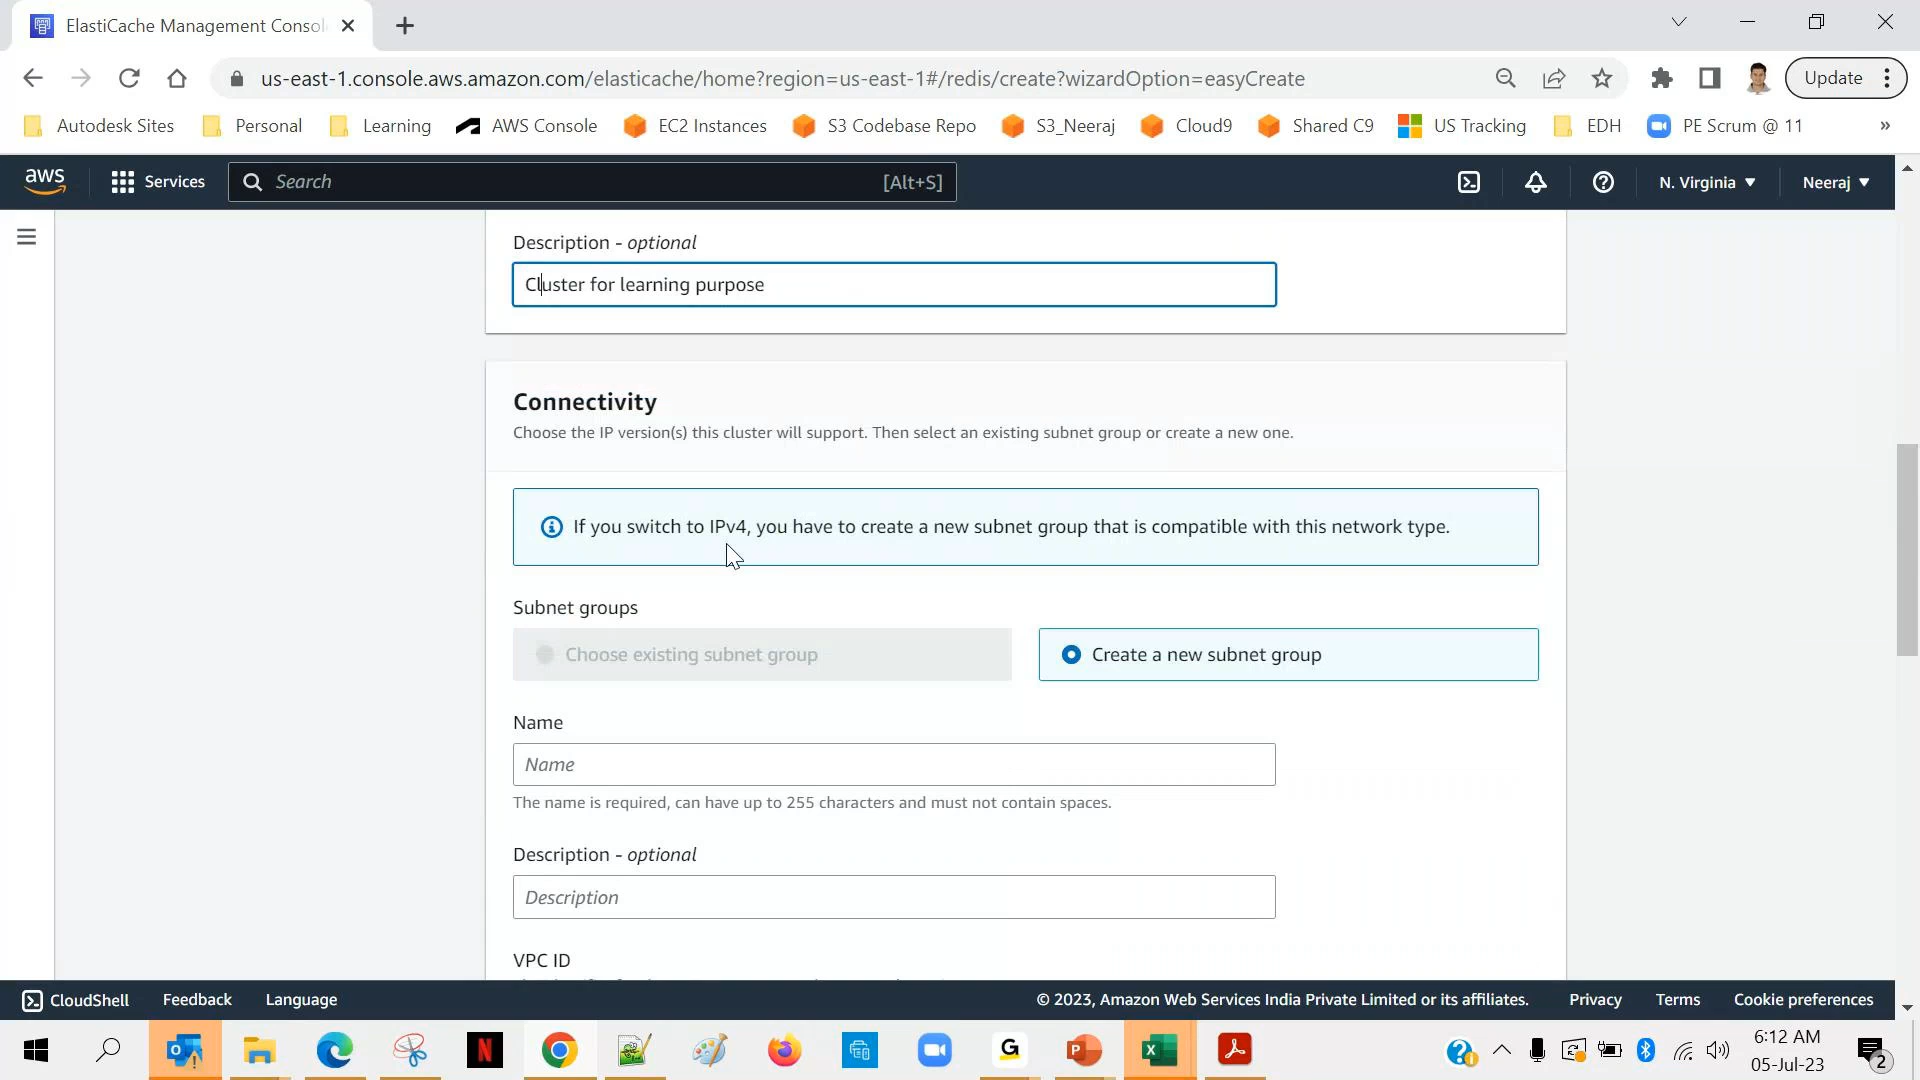 ElastiCache Management Consol
us-east-1.console.aws.amazon.com/elasticache/home?region=us-east-1#/redis/create?wizardOption=easyCreate
Update
Autodesk Sites
Personal
Learning
AWS Console
EC2 Instances
S3 Codebase Repo
S3_Neeraj
Cloud9
Shared C9
US Tracking
EDH
PE Scrum @ 11
»
aws
Services
Search
[Alt+S]
N. Virginia
Neeraj
Description - optional
Cluster for learning purpose
Connectivity
Choose the IP version(s) this cluster will support. Then select an existing subnet group or create a new one.
If you switch to IPv4, you have to create a new subnet group that is compatible with this network type.
Subnet groups
Choose existing subnet group
Create a new subnet group
Name
Name
The name is required, can have up to 255 characters and must not contain spaces.
Description - optional
Description
VPC ID
CloudShell
Feedback
Language
© 2023, Amazon Web Services India Private Limited or its affiliates.
Privacy
Terms
Cookie preferences
6:12 AM
05-Jul-23
2